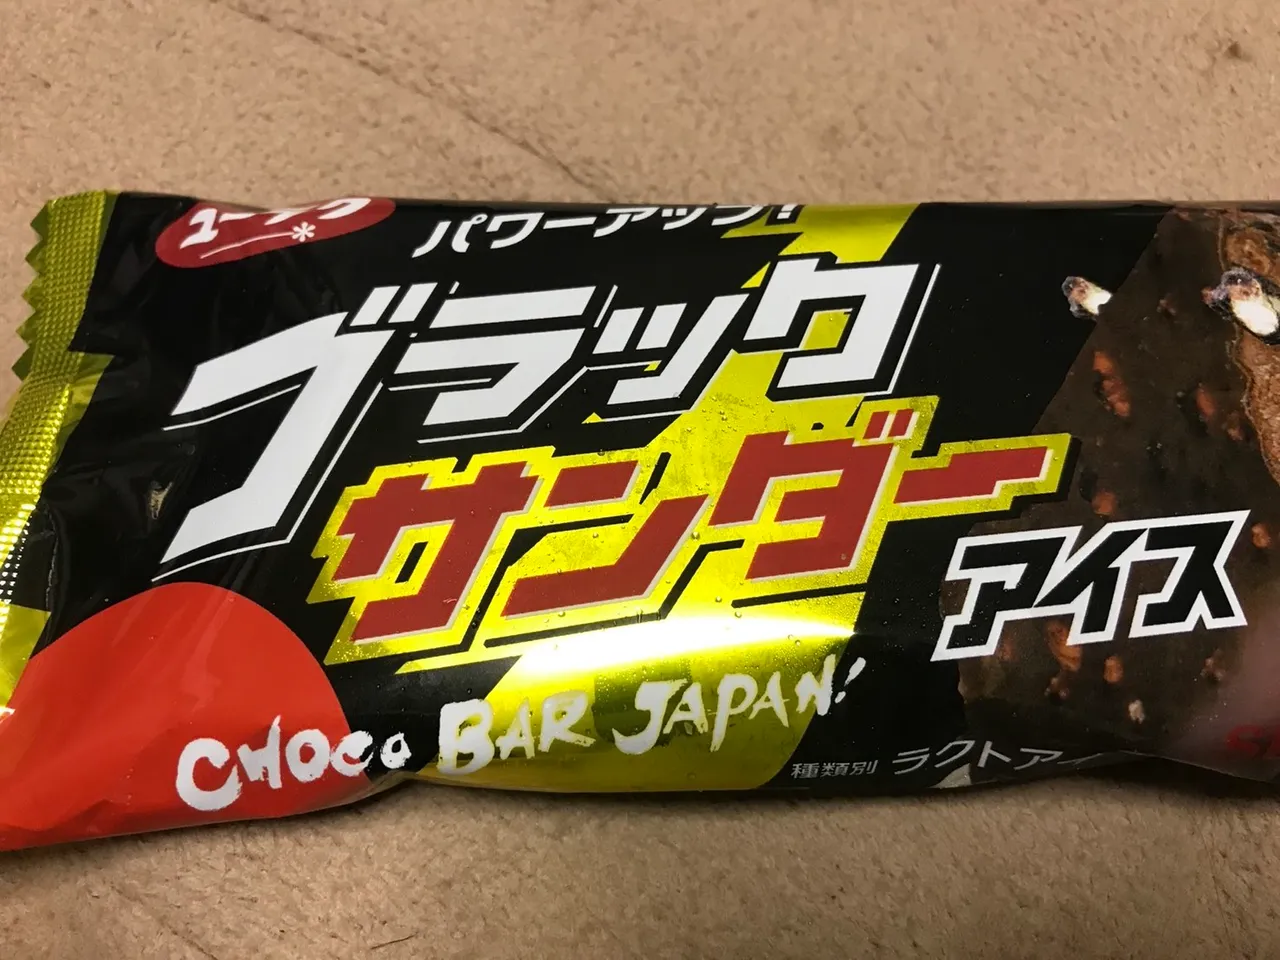 ユーラク
パワーアップ!
ブラック
サンダー
アイス
CHOCO BAR JAPAN!
種類別 ラクトアイ